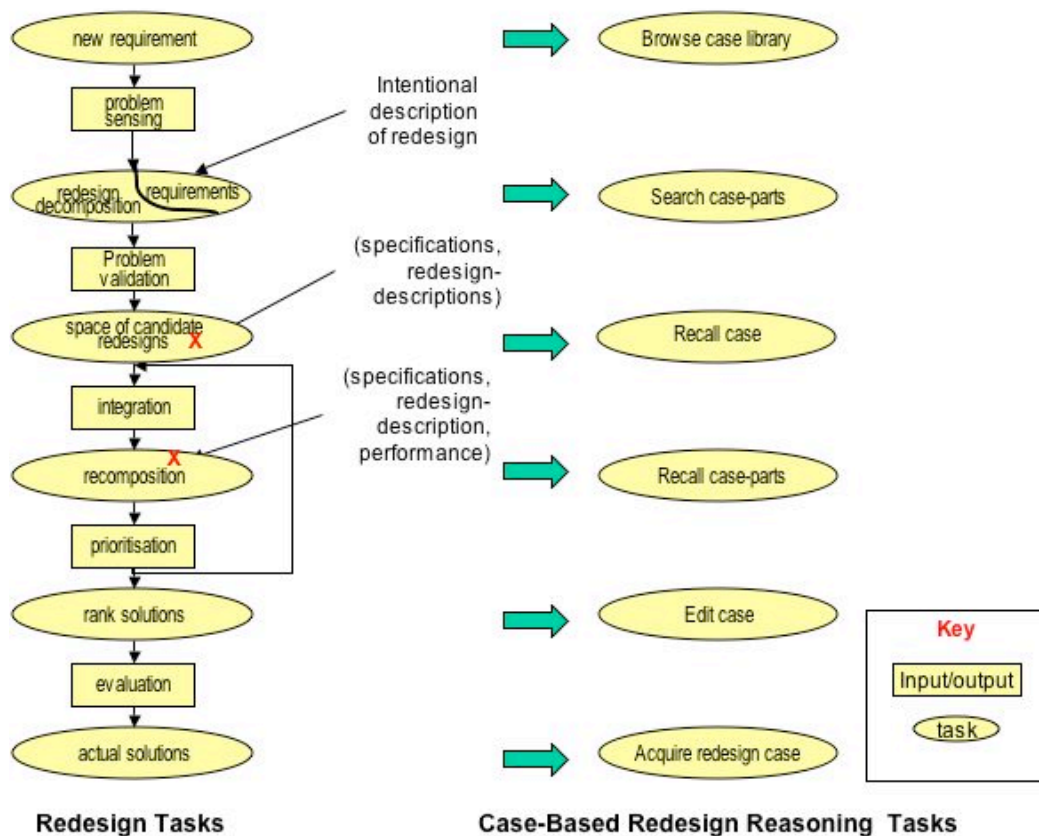 new requirement
Browse case library
problem
sensing
Intentional
description
of redesign
redesign
decomposition
requirements
Search case-parts
Problem
validation
(specifications,
redesign-
descriptions)
space of candidate
redesigns
X
Recall case
integration
(specifications,
redesign-
description,
performance)
X
recomposition
Recall case-parts
prioritisation
rank solutions
Edit case
evaluation
actual solutions
Acquire redesign case
Key
Input/output
task
Redesign Tasks
Case-Based Redesign Reasoning Tasks